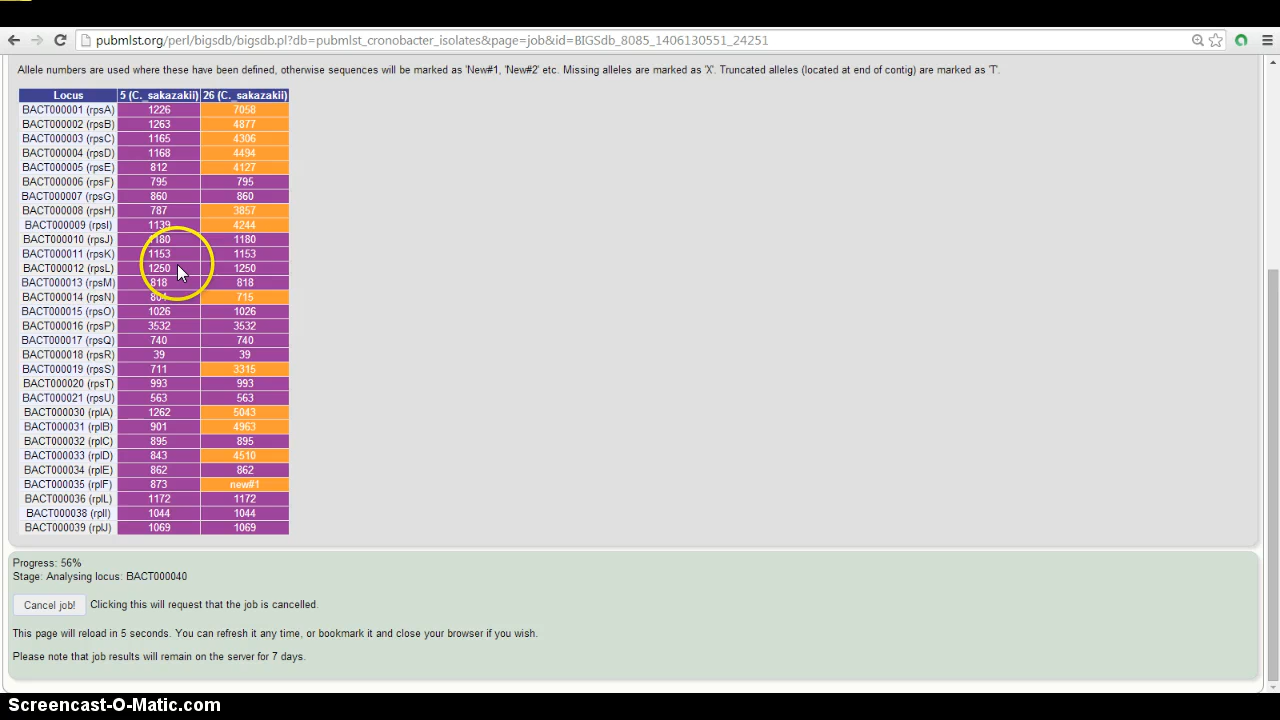 pubmlst.org/perl/bigsdb/bigsdb.pl?db=pubmlst_cronobacter_isolates&page=job&id=BIGSdb_8085_1406130551_24251
Allele numbers are used where these have been defined, otherwise sequences will be marked as 'New#1, 'New#2' etc. Missing alleles are marked as 'X'. Truncated alleles (located at end of contig) are marked as 'T'.
Locus 5 (C._sakazakii) 26 (C._sakazakii)
BACT000001 (rpsA) 1226 7058
BACT000002 (rpsB) 1263 4877
BACT000003 (rpsC) 1165 4306
BACT000004 (rpsD) 1168 4494
BACT000005 (rpsE) 812 4127
BACT000006 (rpsF) 795 795
BACT000007 (rpsG) 860 860
BACT000008 (rpsH) 787 3857
BACT000009 (rpsI) 1139 4244
BACT000010 (rpsJ) 1180 1180
BACT000011 (rpsK) 1153 1153
BACT000012 (rpsL) 1250 1250
BACT000013 (rpsM) 818 818
BACT000014 (rpsN) 804 715
BACT000015 (rpsO) 1026 1026
BACT000016 (rpsP) 3532 3532
BACT000017 (rpsQ) 740 740
BACT000018 (rpsR) 39 39
BACT000019 (rpsS) 711 3315
BACT000020 (rpsT) 993 993
BACT000021 (rpsU) 563 563
BACT000030 (rplA) 1262 5043
BACT000031 (rplB) 901 4963
BACT000032 (rplC) 895 895
BACT000033 (rplD) 843 4510
BACT000034 (rplE) 862 862
BACT000035 (rplF) 873 new#1
BACT000036 (rplL) 1172 1172
BACT000038 (rplI) 1044 1044
BACT000039 (rplJ) 1069 1069
Progress: 56%
Stage: Analysing locus: BACT000040
Cancel job! Clicking this will request that the job is cancelled.
This page will reload in 5 seconds. You can refresh it any time, or bookmark it and close your browser if you wish.
Please note that job results will remain on the server for 7 days.
Screencast-O-Matic.com